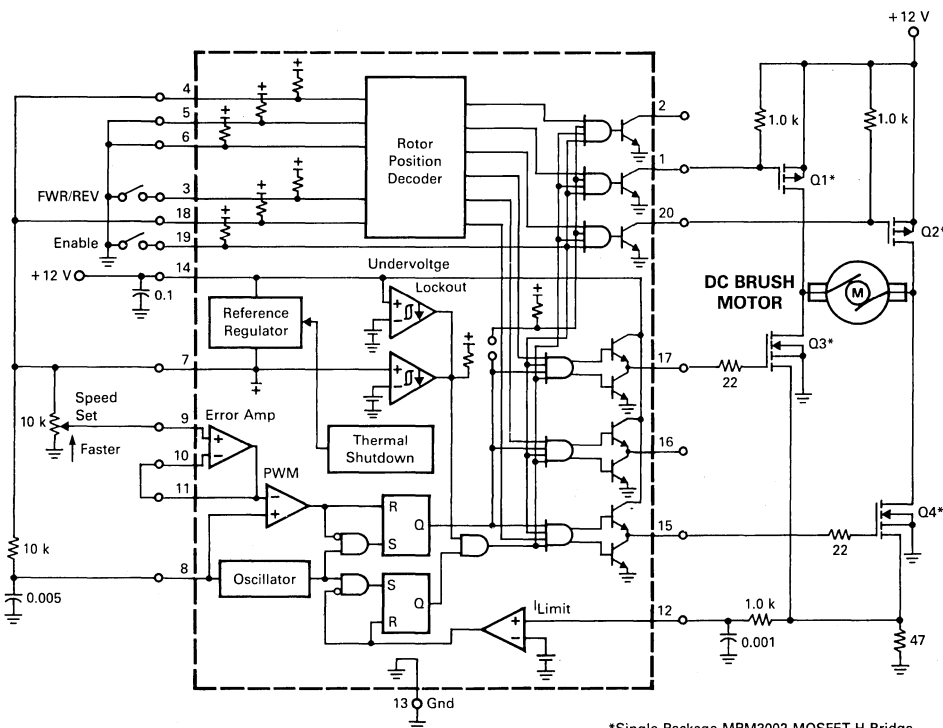 +12 V
4
5
6
FWR/REV
3
18
Enable
19
+12 V
14
0.1
Rotor
Position
Decoder
2
1
20
1.0 k
1.0 k
Q1*
Q2*
DC BRUSH
MOTOR
M
Undervoltge
Lockout
Reference
Regulator
7
Speed
Set
10 k
Faster
9
Error Amp
10
11
Thermal
Shutdown
PWM
R
Q
S
17
22
Q3*
16
15
22
Q4*
10 k
8
0.005
Oscillator
S
Q
R
ILimit
12
1.0 k
0.001
47
13
Gnd
*Single Package MPM3002 MOSFET H-Bridge